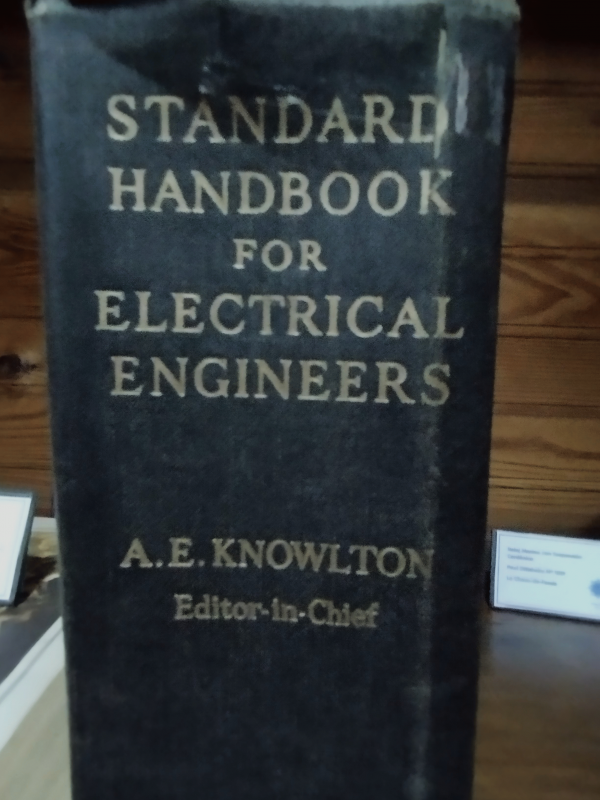 STANDARD
HANDBOOK
FOR
ELECTRICAL
ENGINEERS
A. E. KNOWLTON
Editor-in-Chief